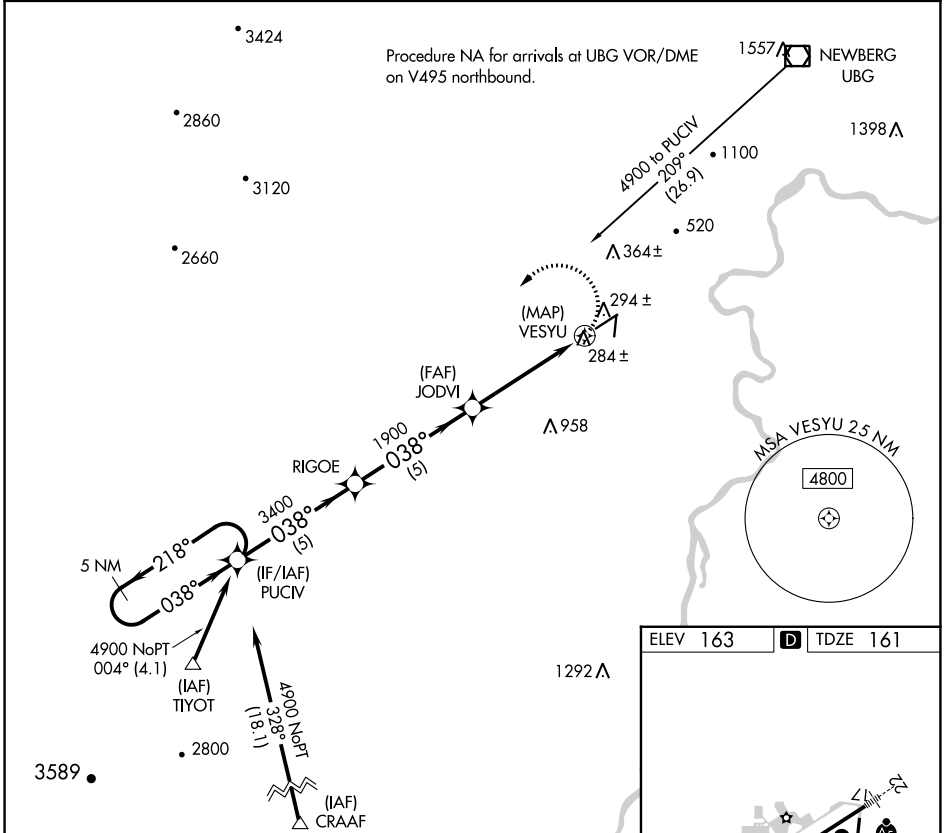 3424
Procedure NA for arrivals at UBG VOR/DME
on V495 northbound.
1557
NEWBERG
UBG
2860
1398
1100
4900 to PUCIV
209°
(26.9)
3120
520
2660
364±
(MAP)
VESYU
294 ±
284 ±
(FAF)
JODVI
958
1900
038°
(5)
MSA VESYU 25 NM
4800
RIGOE
3400
038°
(5)
5 NM
218°
038°
(IF/IAF)
PUCIV
4900 NoPT
004° (4.1)
(IAF)
TIYOT
4900 NoPT
328°
(18.1)
1292
ELEV 163
D
TDZE 161
2800
3589
(IAF)
CRAAF
22
17